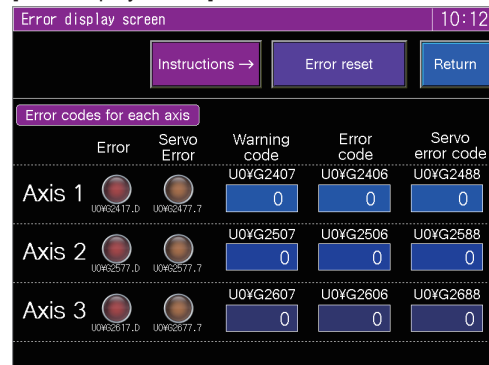 Error display screen 10:12
Instructions → Error reset Return
Error codes for each axis
Error Servo Error Warning code Error code Servo error code
U0¥G2407 U0¥G2406 U0¥G2488
Axis 1 0 0 0
U0¥G2417.D U0¥G2477.7
U0¥G2507 U0¥G2506 U0¥G2588
Axis 2 0 0 0
U0¥G2577.D U0¥G2577.7
U0¥G2607 U0¥G2606 U0¥G2688
Axis 3 0 0 0
U0¥G2617.D U0¥G2677.7